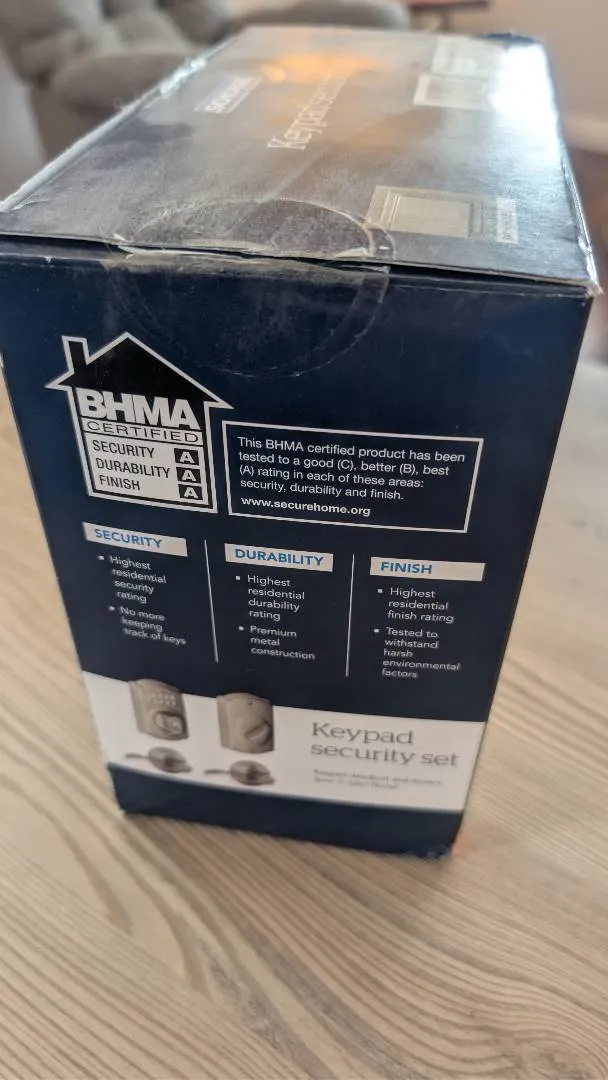 Keypad
BHMA
CERTIFIED
SECURITY A
DURABILITY A
FINISH A
This BHMA certified product has been
tested to a good (C), better (B), best
(A) rating in each of these areas:
security, durability and finish.
www.securehome.org
SECURITY
• Highest
residential
security
rating
• No more
keeping
track of keys
DURABILITY
• Highest
residential
durability
rating
• Premium
metal
construction
FINISH
• Highest
residential
finish rating
• Tested to
withstand
harsh
environmental
factors
Keypad
security set